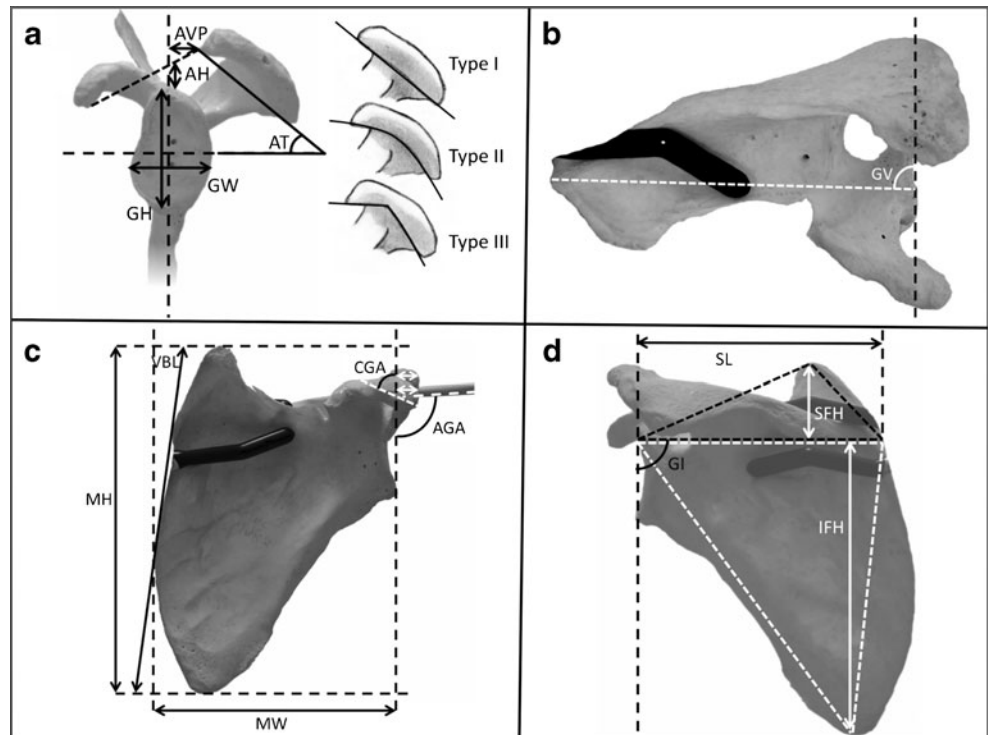 a
AVP
AH
AT
GW
GH
Type I
Type II
Type III
b
GV
c
VBL
CGA
AGA
MH
MW
d
SL
SFH
GI
IFH